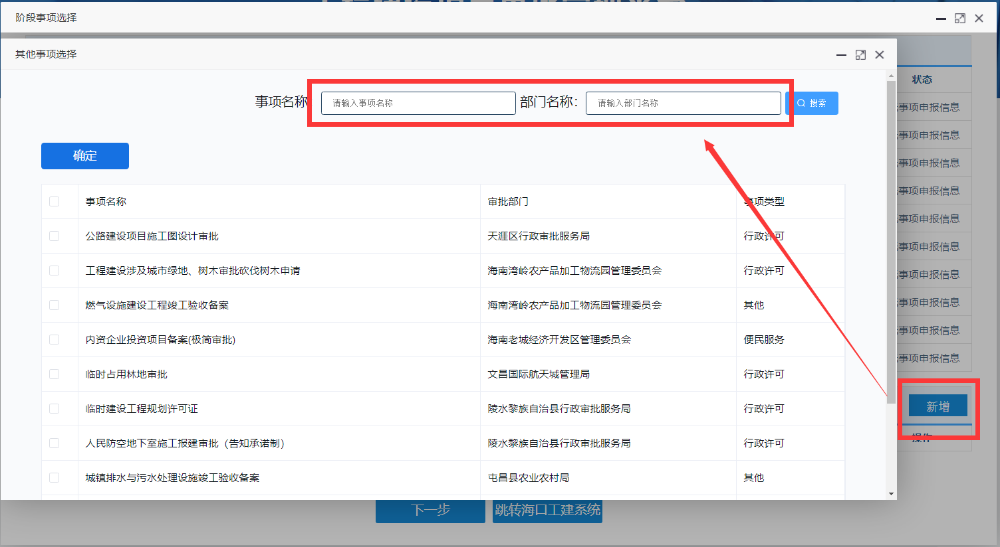 阶段事项选择
其他事项选择
状态
事项名称 请输入事项名称 部门名称： 请输入部门名称 搜索
事项申报信息
事项申报信息
确定
事项申报信息
事项申报信息
事项名称 审批部门 事项类型
事项申报信息
公路建设项目施工图设计审批 天涯区行政审批服务局 行政许可
事项申报信息
工程建设涉及城市绿地、树木审批砍伐树木申请 海南湾岭农产品加工物流园管理委员会 行政许可
事项申报信息
燃气设施建设工程竣工验收备案 海南湾岭农产品加工物流园管理委员会 其他
事项申报信息
内资企业投资项目备案(极简审批) 海南老城经济开发区管理委员会 便民服务
事项申报信息
事项申报信息
临时占用林地审批 文昌国际航天城管理局 行政许可
临时建设工程规划许可证 陵水黎族自治县行政审批服务局 行政许可
新增
操作
人民防空地下室施工报建审批（告知承诺制） 陵水黎族自治县行政审批服务局 行政许可
城镇排水与污水处理设施竣工验收备案 屯昌县农业农村局 其他
下一步 跳转海口工建系统